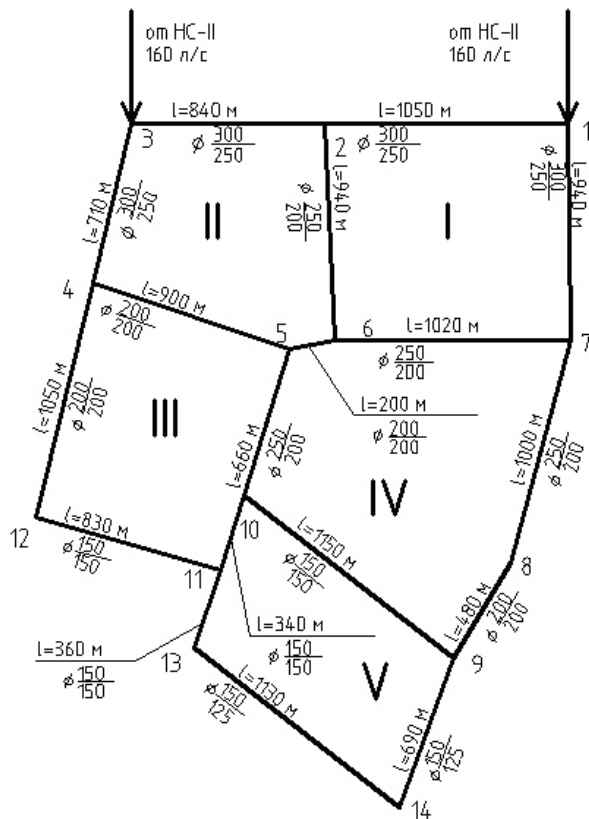 от НС-II
160 л/с
от НС-II
160 л/с
l=840 м
l=1050 м
3
ϕ 300/250
2
ϕ 300/250
1
l=710 м
ϕ 300/250
II
ϕ 250/200
l=940 м
I
ϕ 300/250
l=940 м
4
l=900 м
ϕ 200/200
5
6
l=1020 м
7
ϕ 250/200
l=200 м
ϕ 200/200
l=1050 м
ϕ 200/200
III
l=660 м
ϕ 250/200
IV
l=1000 м
ϕ 250/200
12
l=830 м
ϕ 150/150
10
l=1150 м
ϕ 150/150
8
11
l=480 м
ϕ 200/200
l=340 м
ϕ 150/150
l=360 м
ϕ 150/150
13
9
ϕ 150/125
l=1130 м
V
l=690 м
ϕ 150/125
14